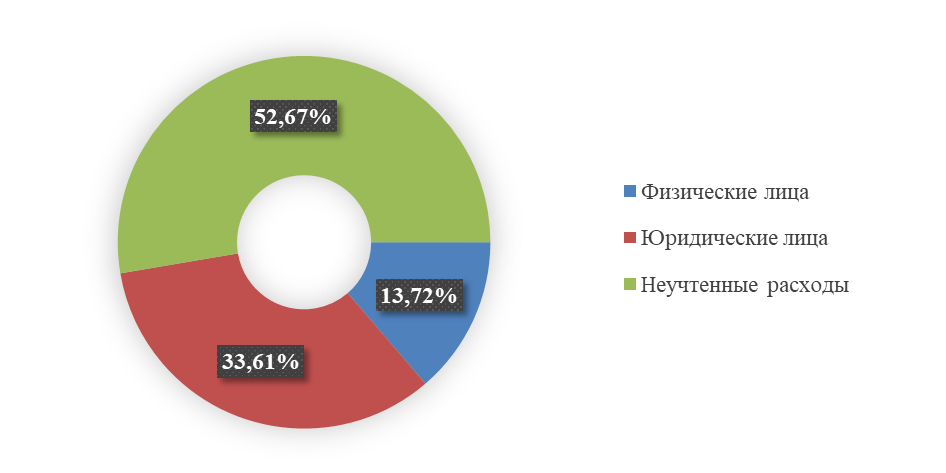 52,67%
13,72%
33,61%
Физические лица
Юридические лица
Неучтенные расходы